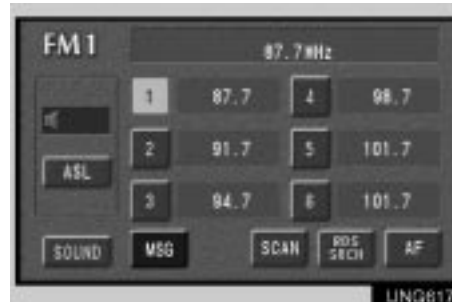 FM1
87.7MHz
1 87.7 4 98.7
2 91.7 5 101.7
ASL
3 94.7 6 101.7
SOUND MSG SCAN RDS SRCH AF
UNG617